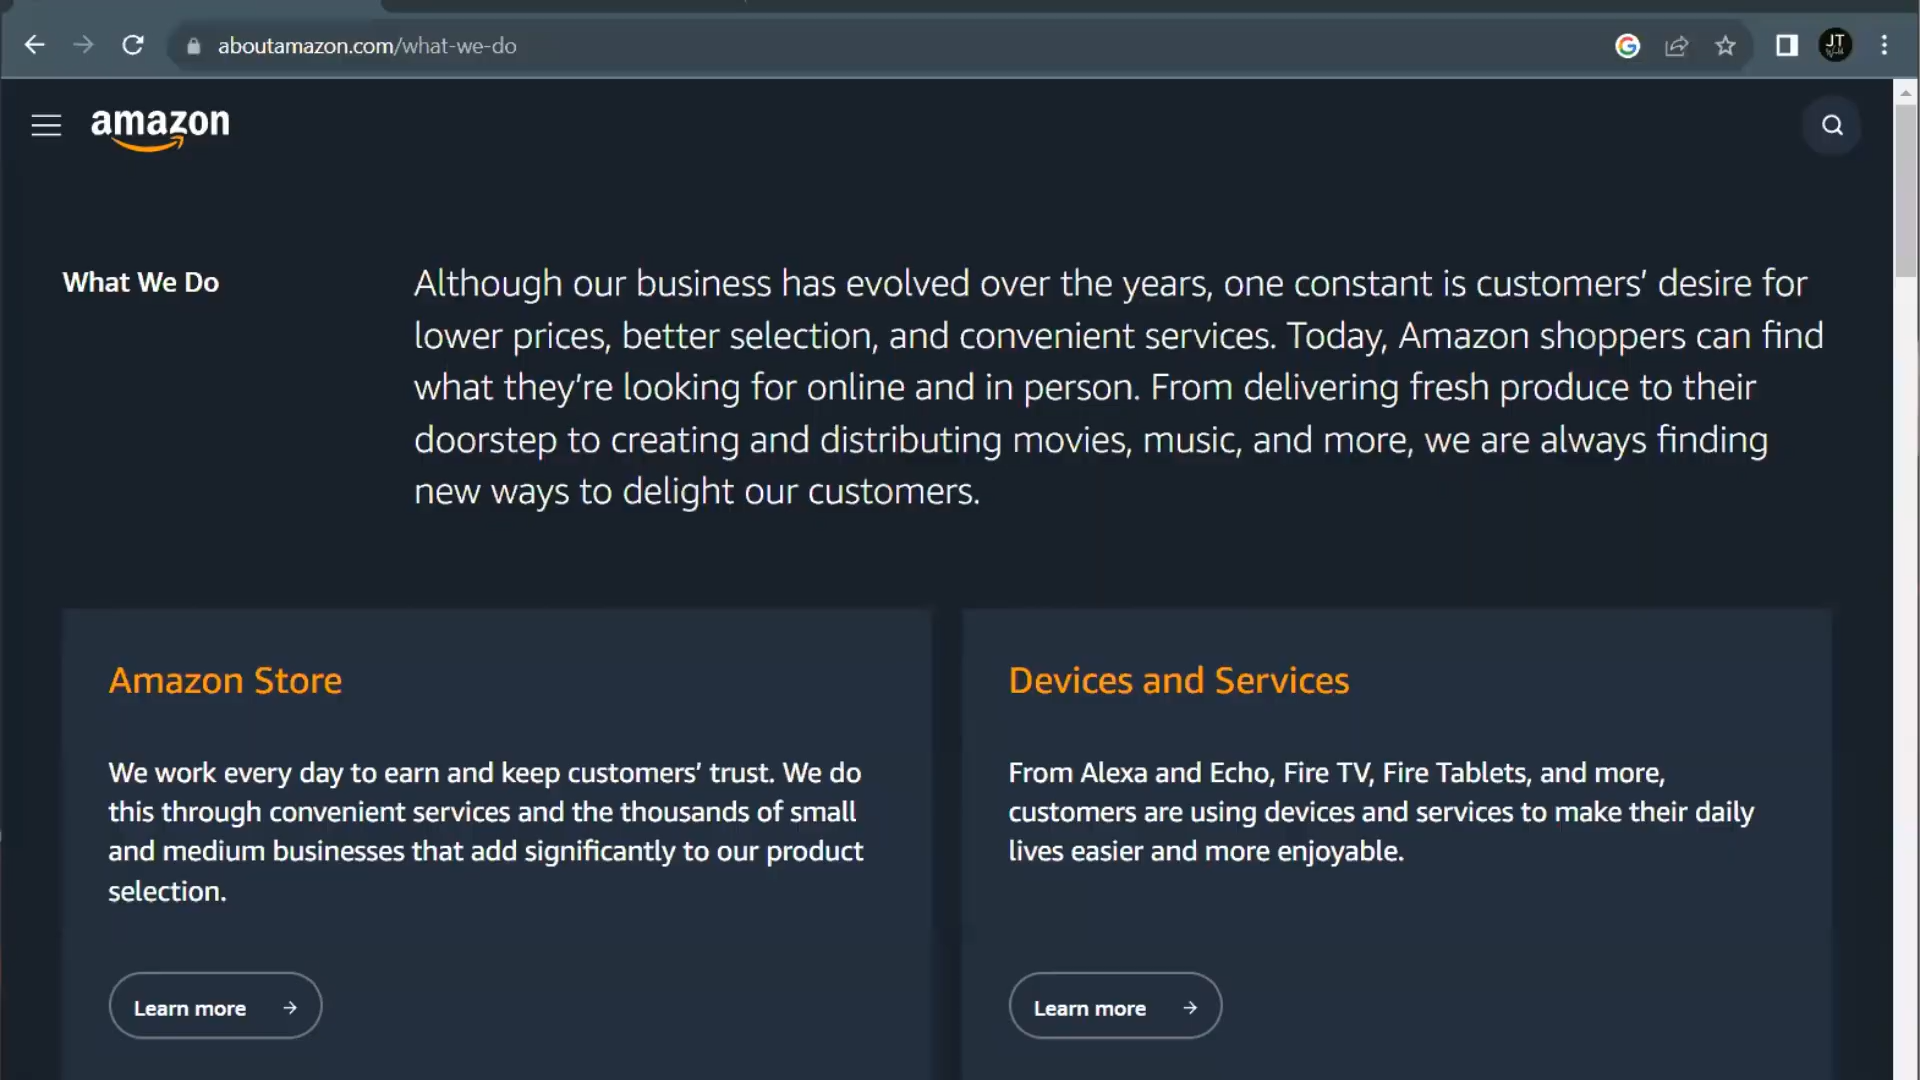 aboutamazon.com/what-we-do
JT
amazon
What We Do
Although our business has evolved over the years, one constant is customers’ desire for
lower prices, better selection, and convenient services. Today, Amazon shoppers can find
what they’re looking for online and in person. From delivering fresh produce to their
doorstep to creating and distributing movies, music, and more, we are always finding
new ways to delight our customers.
Amazon Store
We work every day to earn and keep customers’ trust. We do
this through convenient services and the thousands of small
and medium businesses that add significantly to our product
selection.
Learn more →
Devices and Services
From Alexa and Echo, Fire TV, Fire Tablets, and more,
customers are using devices and services to make their daily
lives easier and more enjoyable.
Learn more →